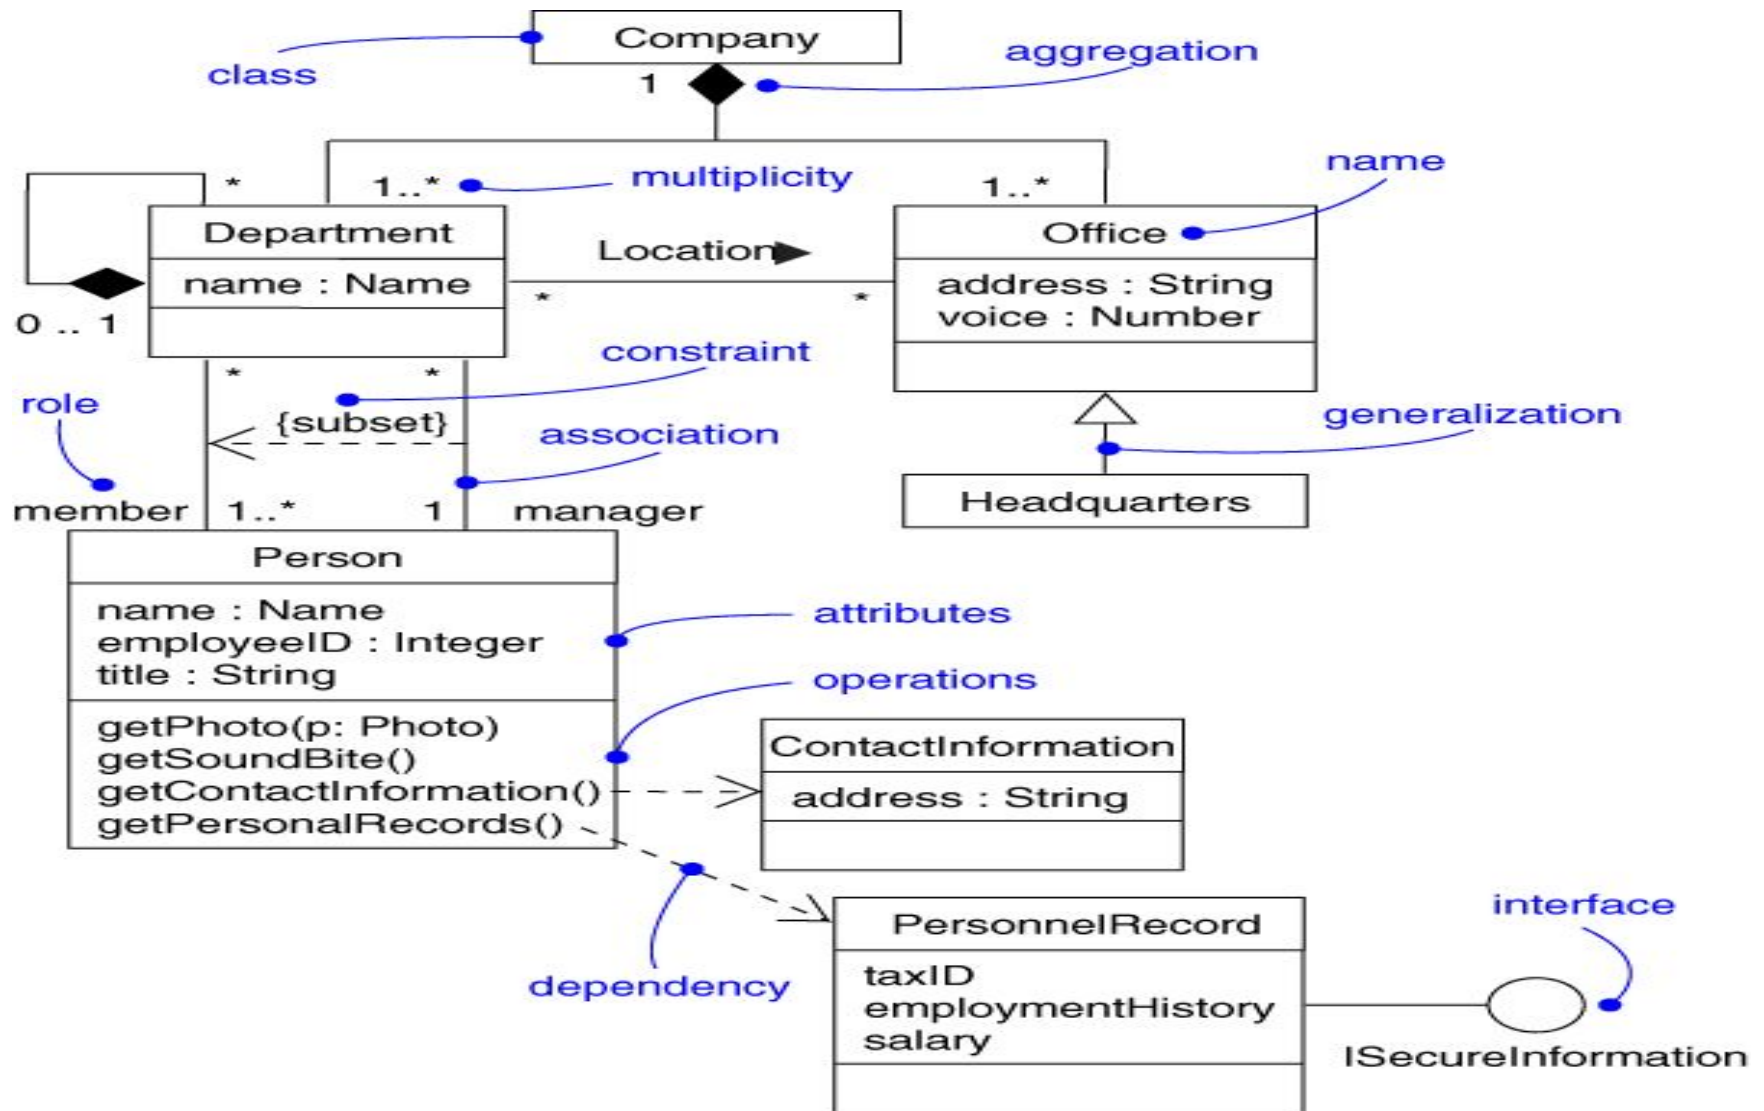 Company
class
aggregation
1
name
* 1..* multiplicity 1..*
Department
Location
Office
name : Name
address : String
voice : Number
* *
0 .. 1
constraint
* *
role
{subset}
association
generalization
member 1..* 1 manager
Headquarters
Person
name : Name
employeeID : Integer
title : String
attributes
operations
getPhoto(p: Photo)
getSoundBite()
getContactInformation()
getPersonalRecords()
ContactInformation
address : String
dependency
PersonnelRecord
taxID
employmentHistory
salary
interface
ISecureInformation